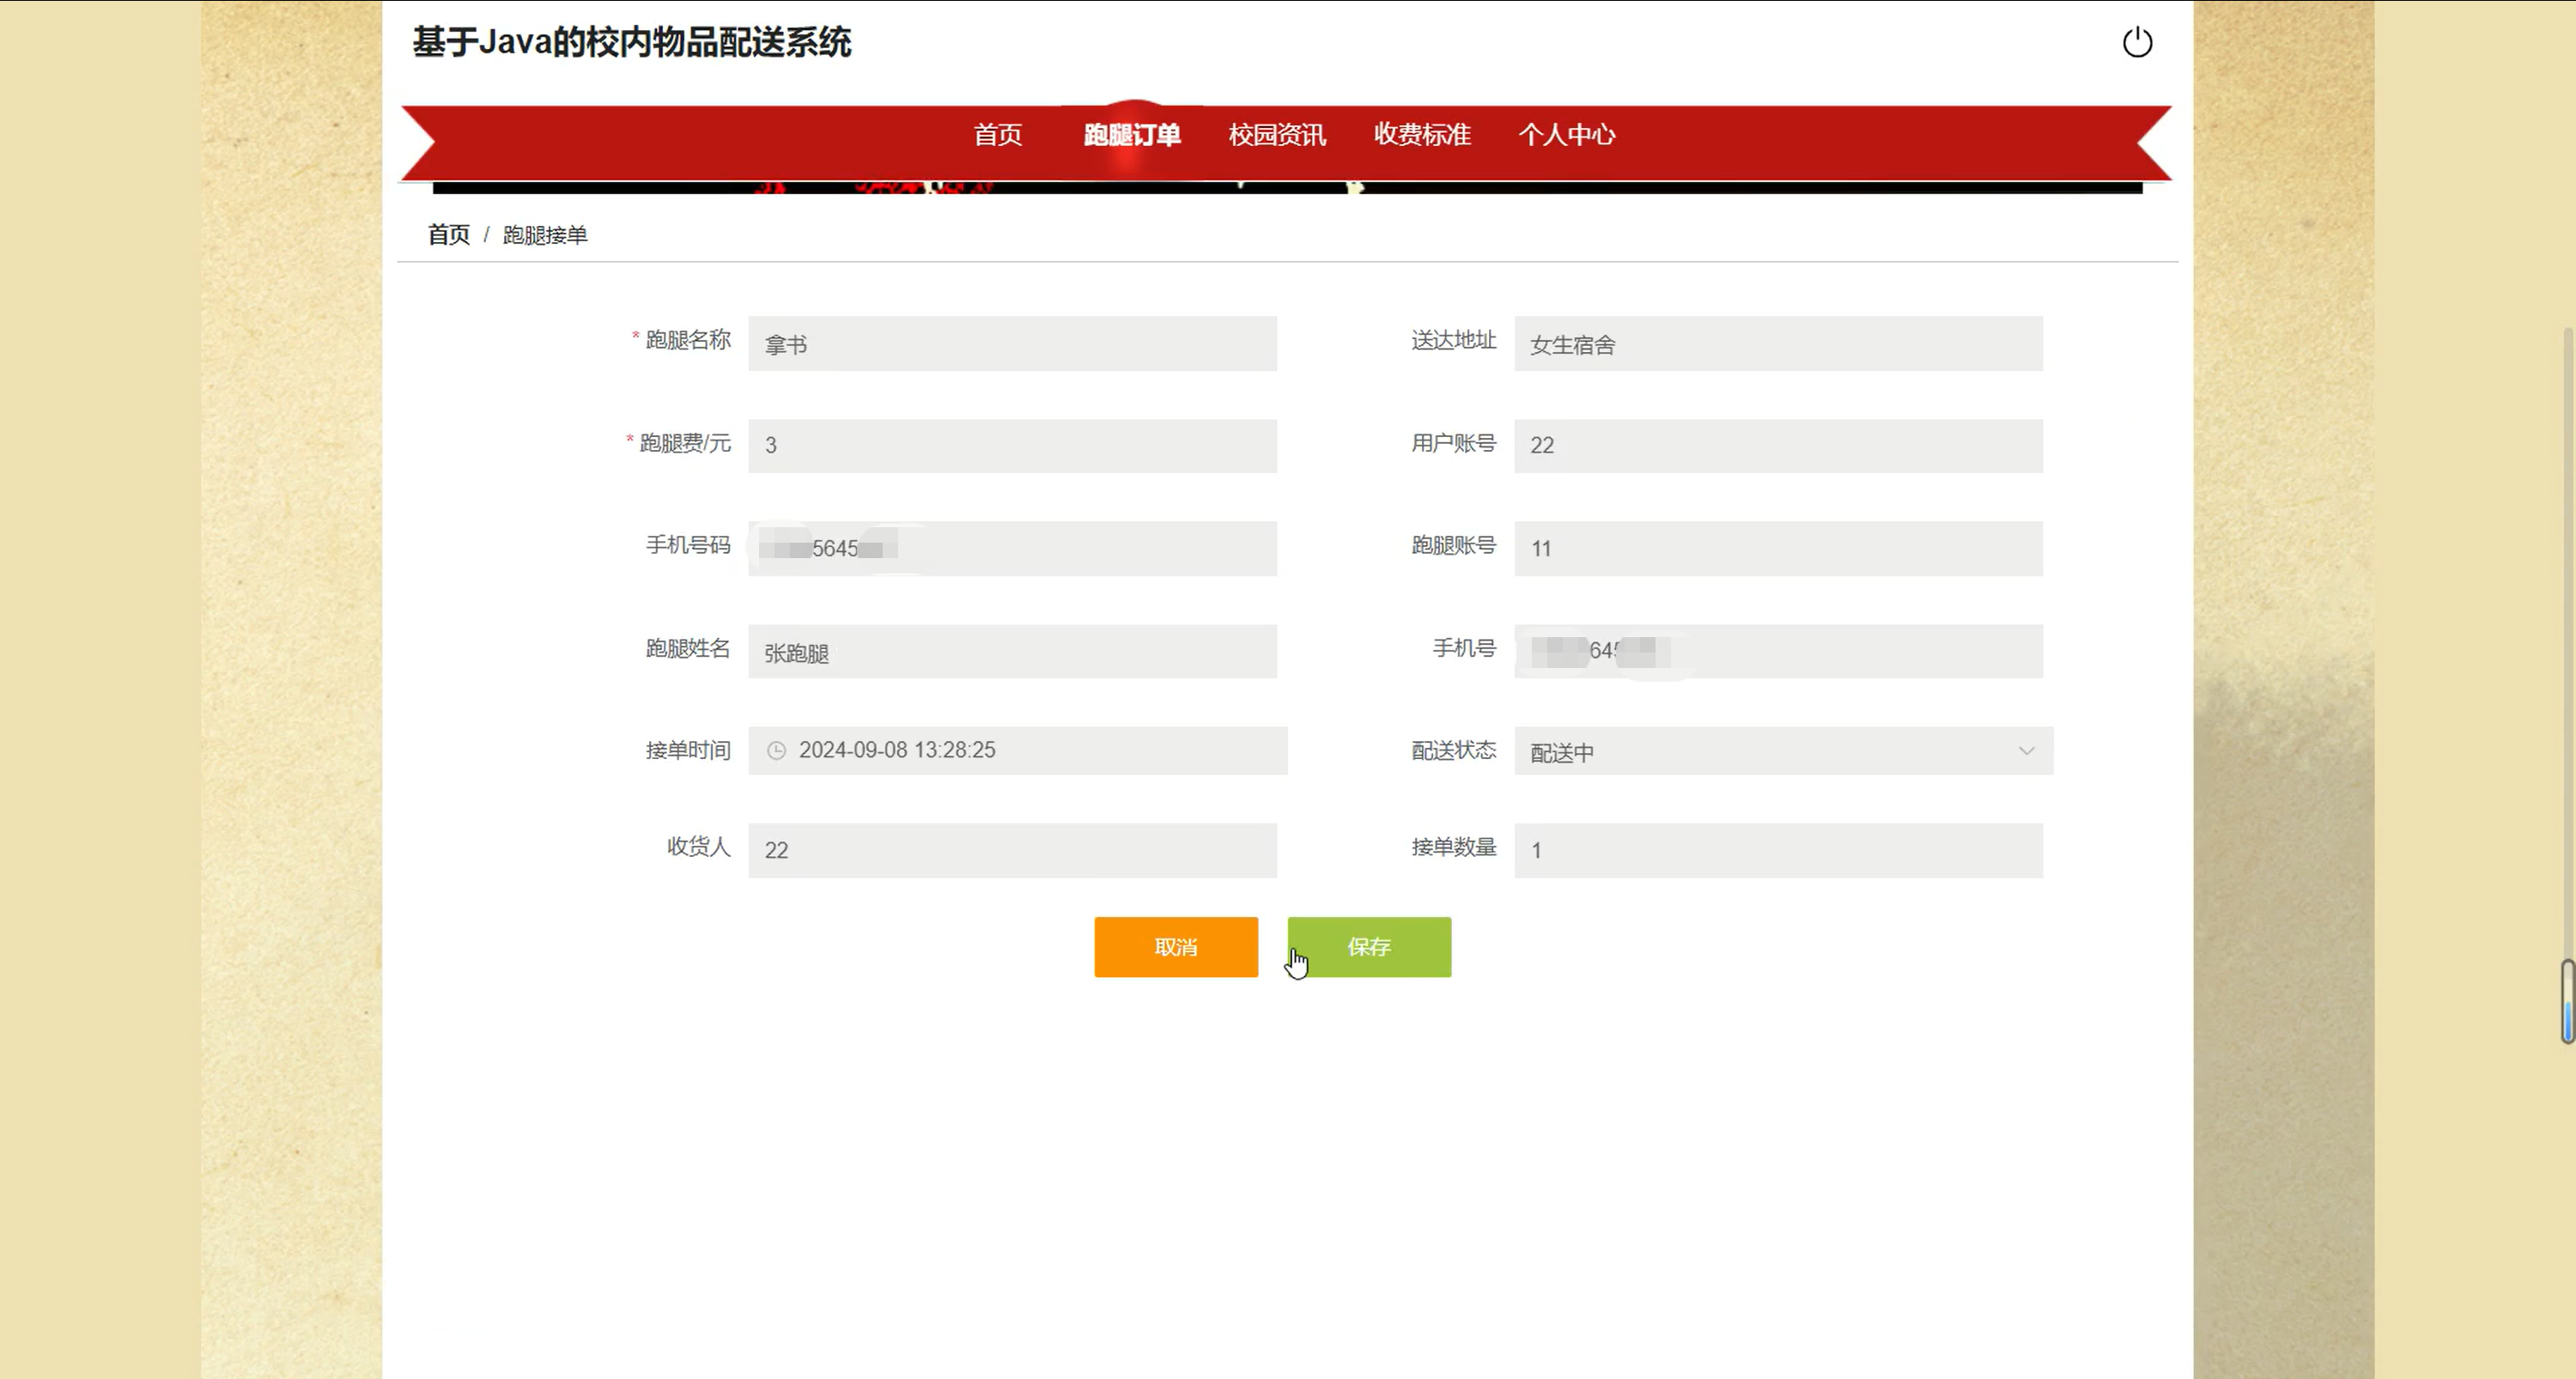 基于Java的校内物品配送系统
首页 跑腿订单 校园资讯 收费标准 个人中心
首页 / 跑腿接单
* 跑腿名称 拿书 送达地址 女生宿舍
* 跑腿费/元 3 用户账号 22
手机号码 5645 跑腿账号 11
跑腿姓名 张跑腿 手机号 645
接单时间 2024-09-08 13:28:25 配送状态 配送中
收货人 22 接单数量 1
取消 保存